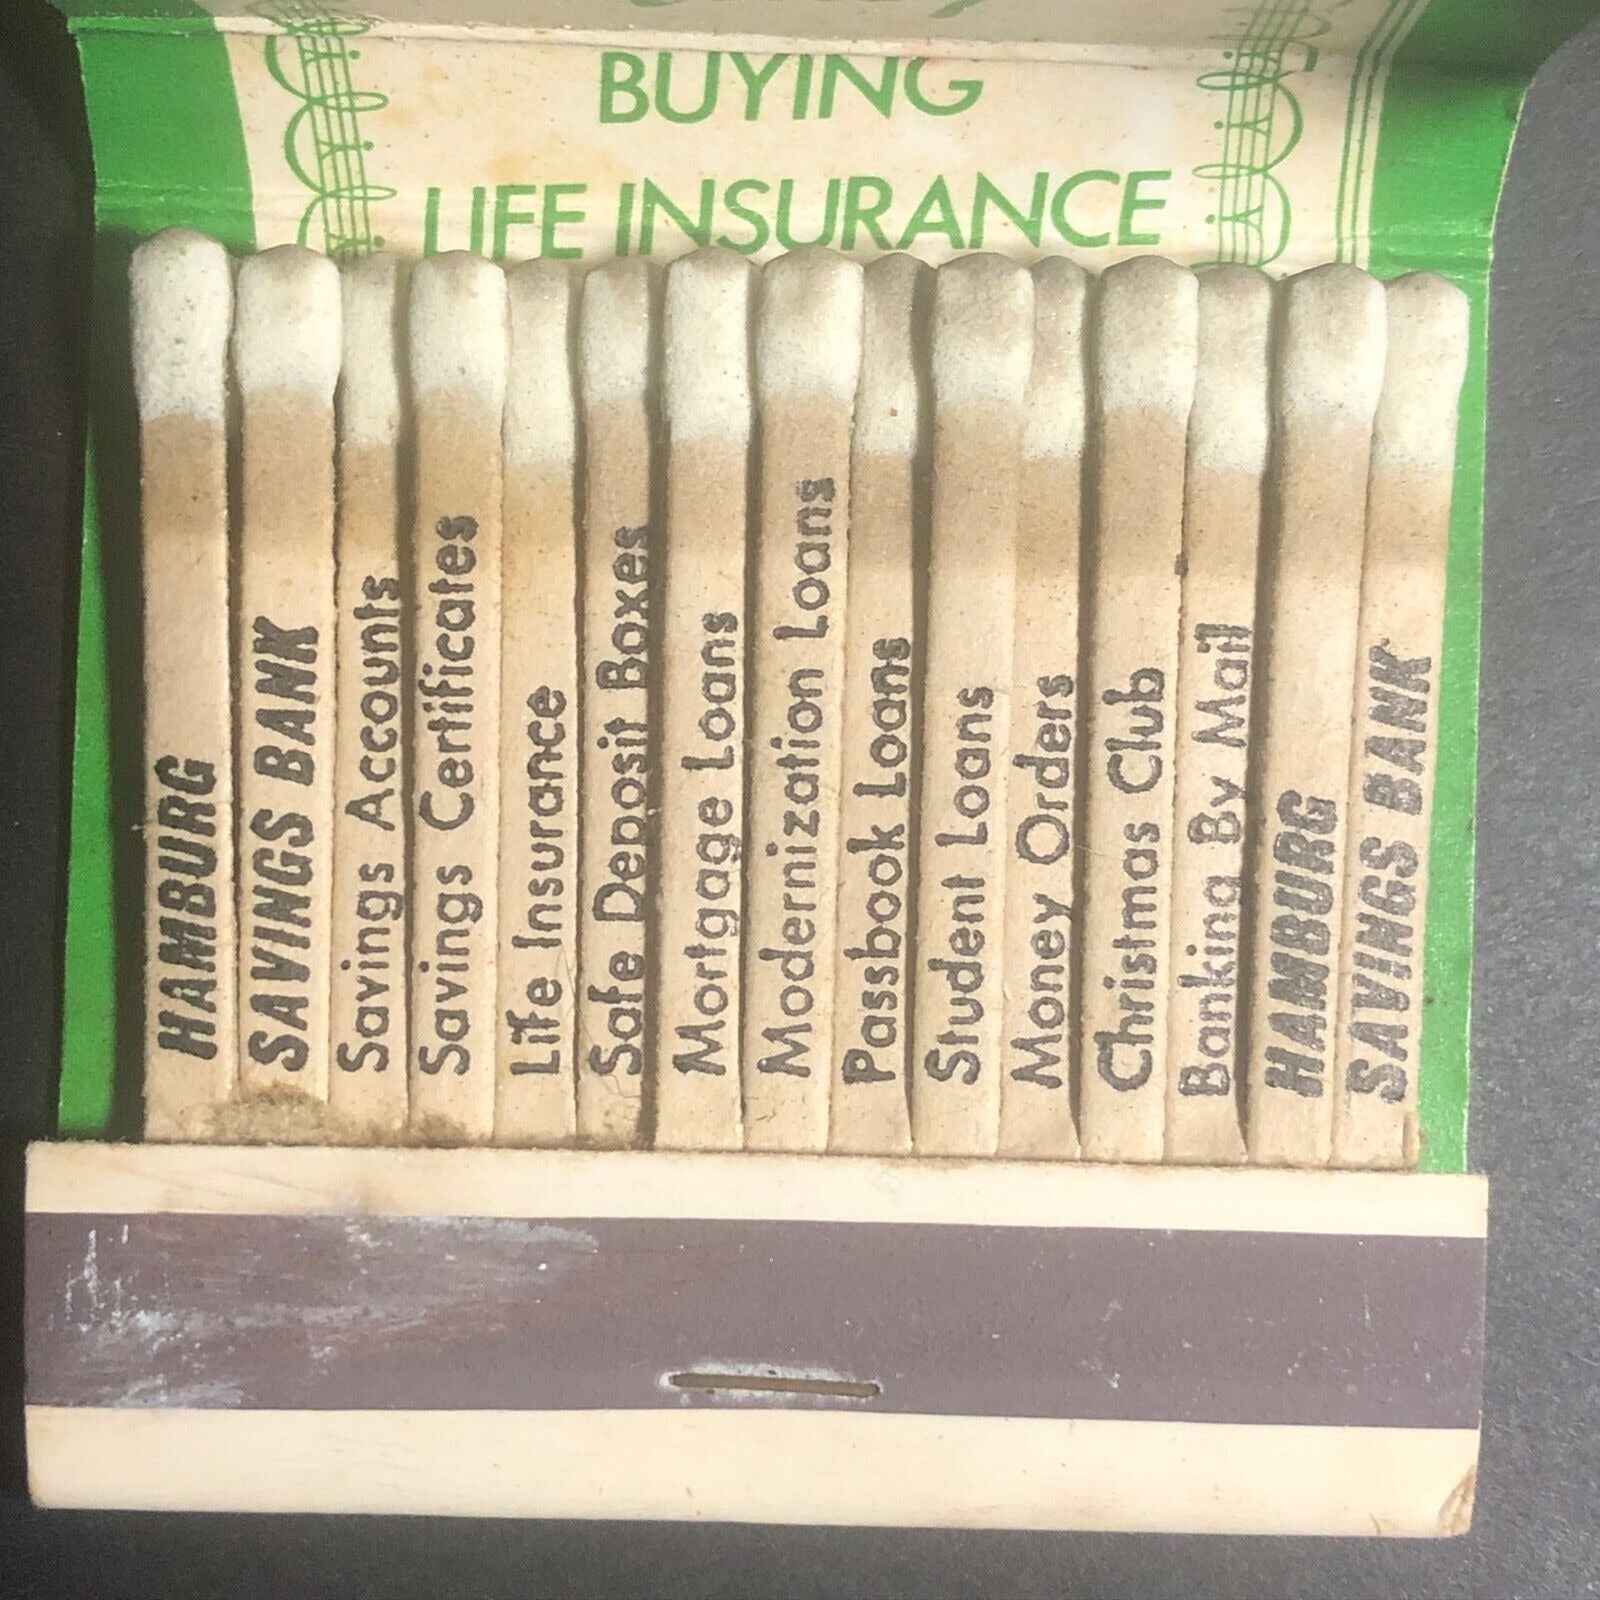 BUYING
LIFE INSURANCE
HAMBURG
SAVINGS BANK
Savings Accounts
Savings Certificates
Life Insurance
Safe Deposit Boxes
Mortgage Loans
Modernization Loans
Passbook Loans
Student Loans
Money Orders
Christmas Club
Banking By Mail
HAMBURG
SAVINGS BANK